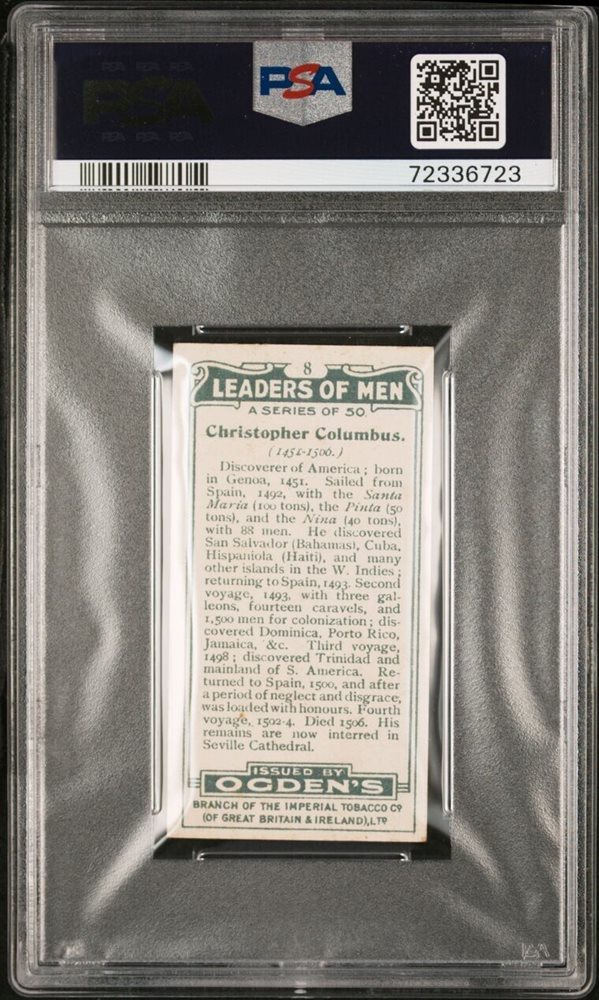 PSA
72336723
8
LEADERS OF MEN
A SERIES OF 50.
Christopher Columbus.
(1451-1506.)
Discoverer of America; born
in Genoa, 1451. Sailed from
Spain, 1492, with the Santa
Maria (100 tons), the Pinta (50
tons), and the Nina (40 tons),
with 88 men. He discovered
San Salvador (Bahamas), Cuba,
Hispaniola (Haiti), and many
other islands in the W. Indies;
returning to Spain, 1493. Second
voyage, 1493, with three gal-
leons, fourteen caravels, and
1,500 men for colonization; dis-
covered Dominica, Porto Rico,
Jamaica, &c. Third voyage,
1498; discovered Trinidad and
mainland of S. America. Re-
turned to Spain, 1500, and after
a period of neglect and disgrace,
was loaded with honours. Fourth
voyage, 1502-4. Died 1506. His
remains are now interred in
Seville Cathedral.
ISSUED BY
OGDEN'S
BRANCH OF THE IMPERIAL TOBACCO Cº
(OF GREAT BRITAIN & IRELAND), LTD